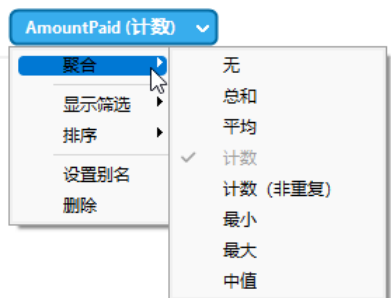 AmountPaid (计数)
聚合
显示筛选
排序
设置别名
删除
无
总和
平均
计数
计数（非重复）
最小
最大
中值